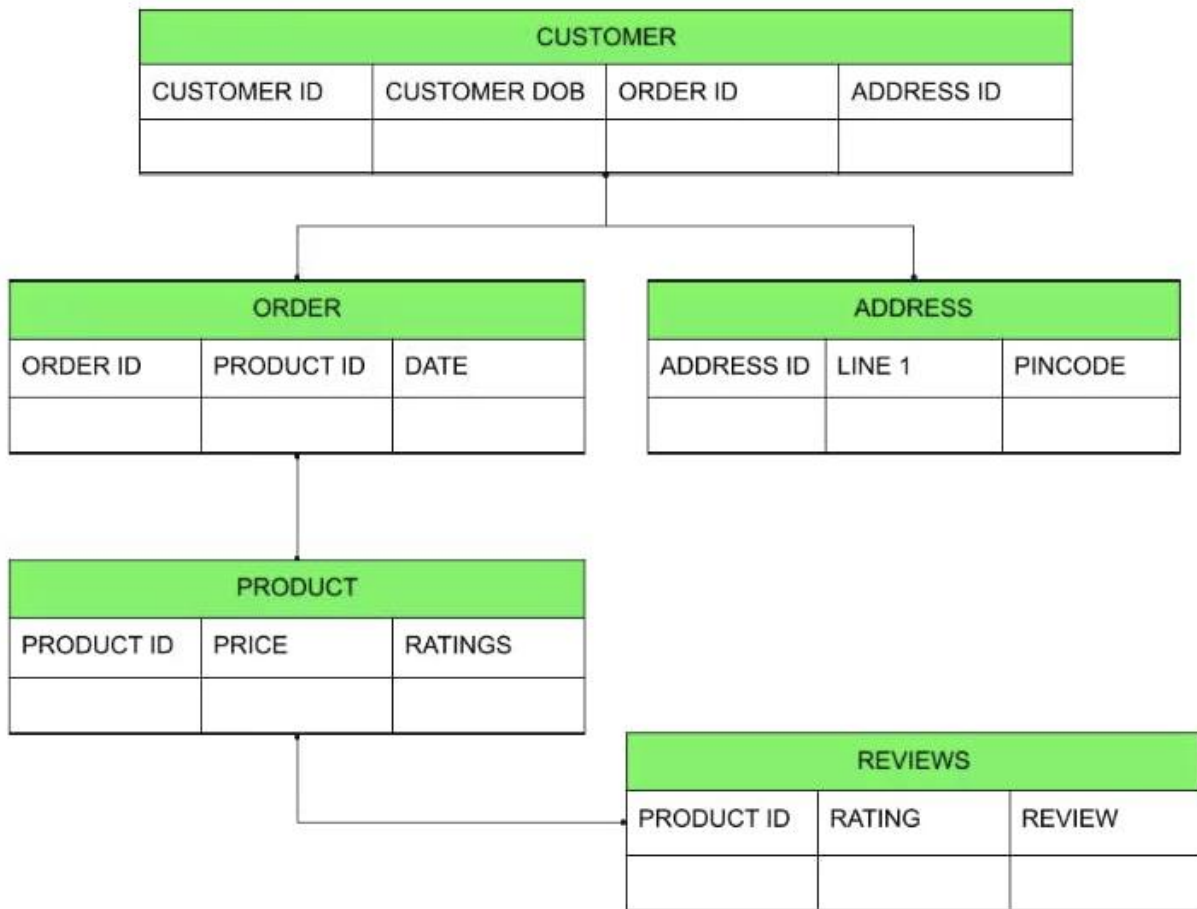 CUSTOMER
CUSTOMER ID CUSTOMER DOB ORDER ID ADDRESS ID
ORDER
ORDER ID PRODUCT ID DATE
ADDRESS
ADDRESS ID LINE 1 PINCODE
PRODUCT
PRODUCT ID PRICE RATINGS
REVIEWS
PRODUCT ID RATING REVIEW